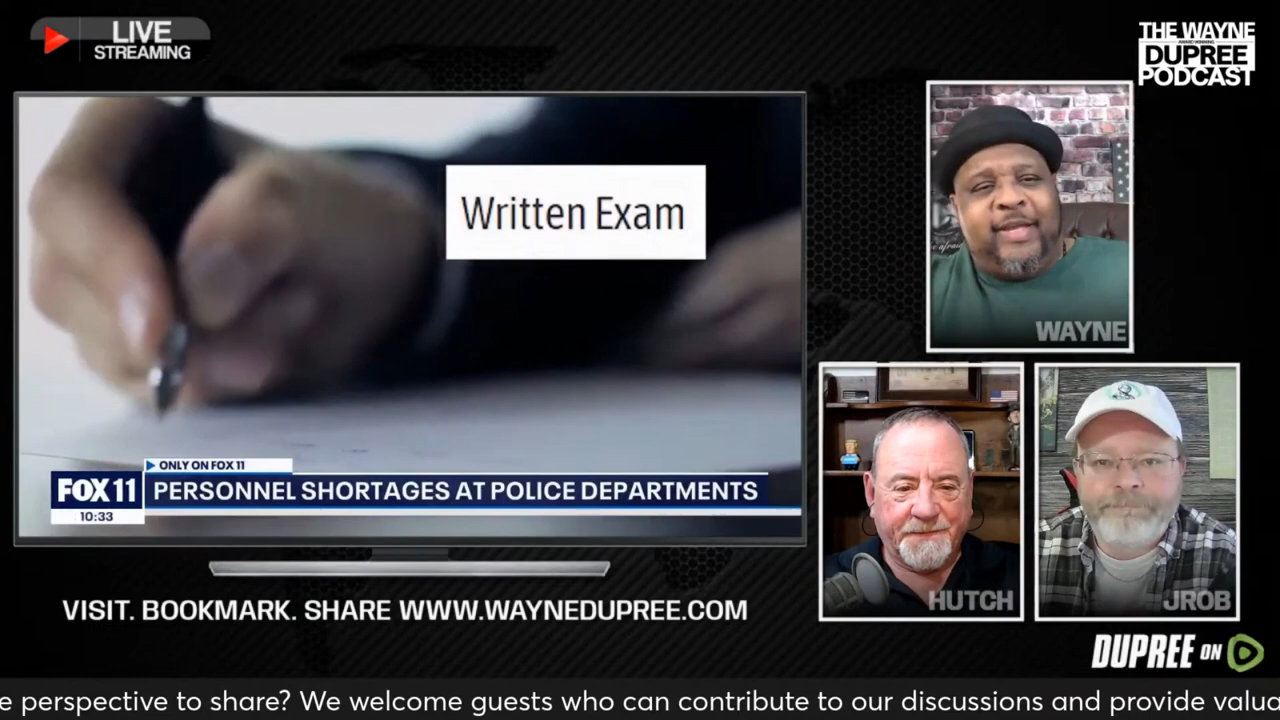 LIVE
STREAMING
THE WAYNE
DUPREE
PODCAST
Written Exam
WAYNE
ONLY ON FOX 11
FOX 11
PERSONNEL SHORTAGES AT POLICE DEPARTMENTS
10:33
HUTCH
JROB
VISIT. BOOKMARK. SHARE WWW.WAYNEDUPREE.COM
DUPREE ON
e perspective to share? We welcome guests who can contribute to our discussions and provide valua